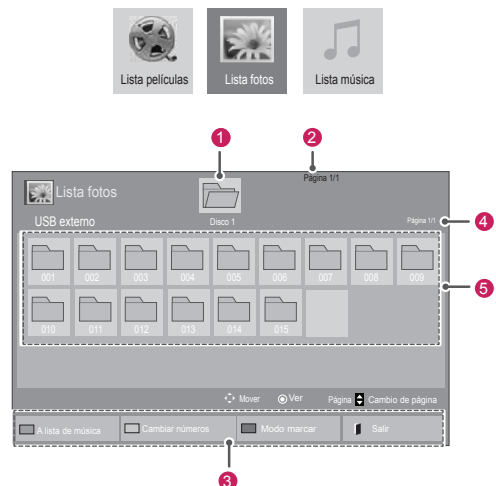 Lista películas Lista fotos Lista música
1 2
Página 1/1
Lista fotos
USB externo Disco 1 Página 1/1 4
001 002 003 004 005 006 007 008 009
5
010 011 012 013 014 015
Mover Ver Página Cambio de página
A lista de música Cambiar números Modo marcar Salir
3